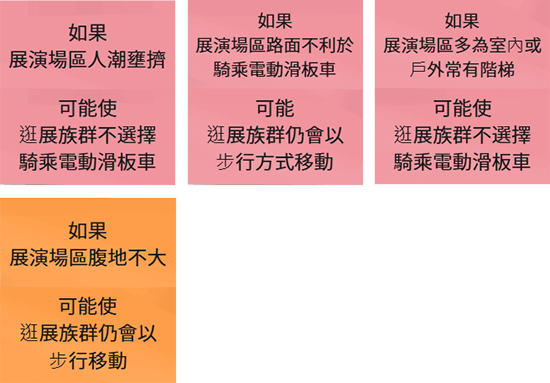 如果
展演場區人潮壅擠
可能使
逛展族群不選擇
騎乘電動滑板車
如果
展演場區路面不利於
騎乘電動滑板車
可能
逛展族群仍會以
步行方式移動
如果
展演場區多為室內或
戶外常有階梯
可能使
逛展族群不選擇
騎乘電動滑板車
如果
展演場區腹地不大
可能使
逛展族群仍會以
步行移動